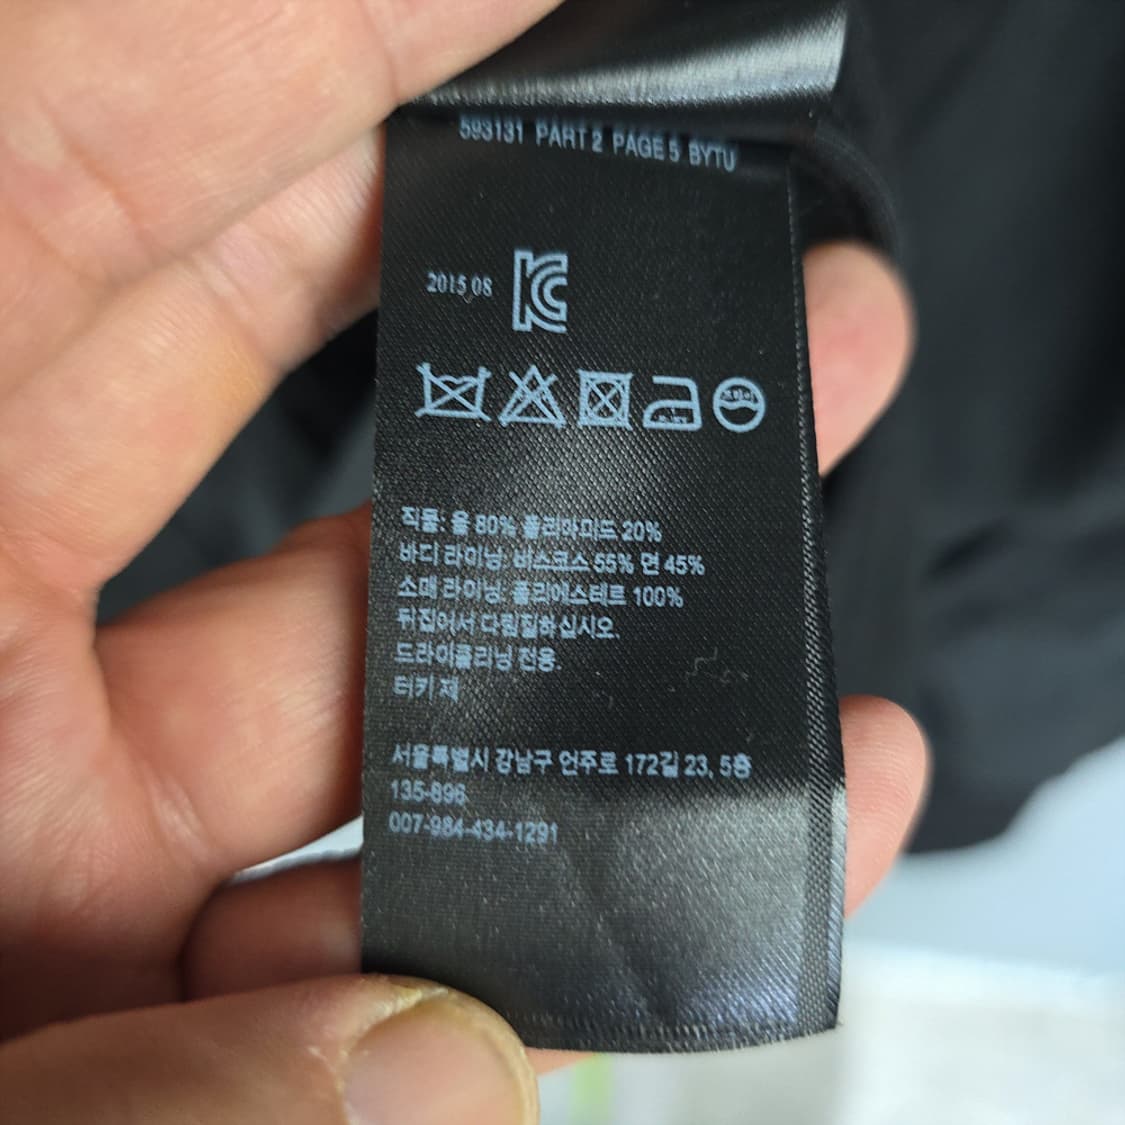 593131 PART 2 PAGE 5 BYTU
2015 08
KC
직물: 울 80% 폴리아미드 20%
바디 라이닝: 비스코스 55% 면 45%
소매 라이닝: 폴리에스테르 100%
뒤집어서 다림질하십시오.
드라이클리닝 전용.
터키 제
서울특별시 강남구 언주로 172길 23, 5층
135-896
007-984-434-1291